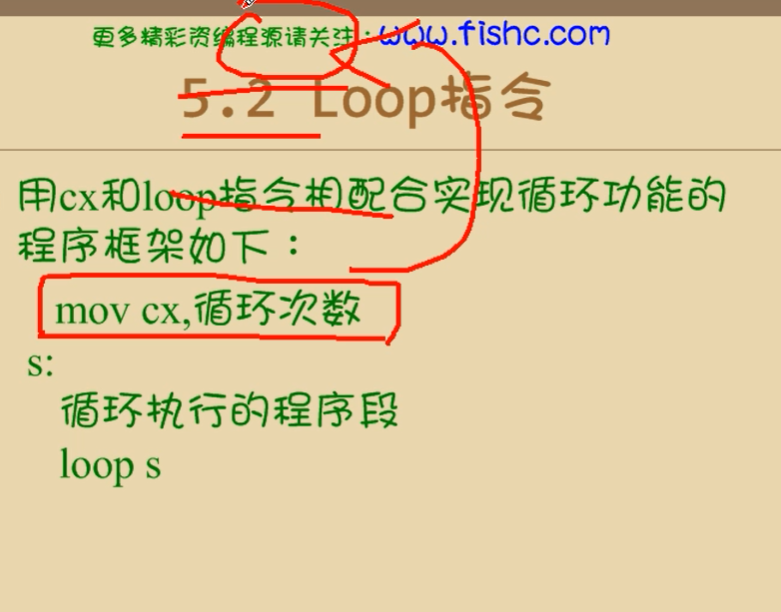 更多精彩资编程源请关注：www.fishc.com
5.2 Loop指令
用cx和loop指令相配合实现循环功能的
程序框架如下：
mov cx,循环次数
s:
循环执行的程序段
loop s